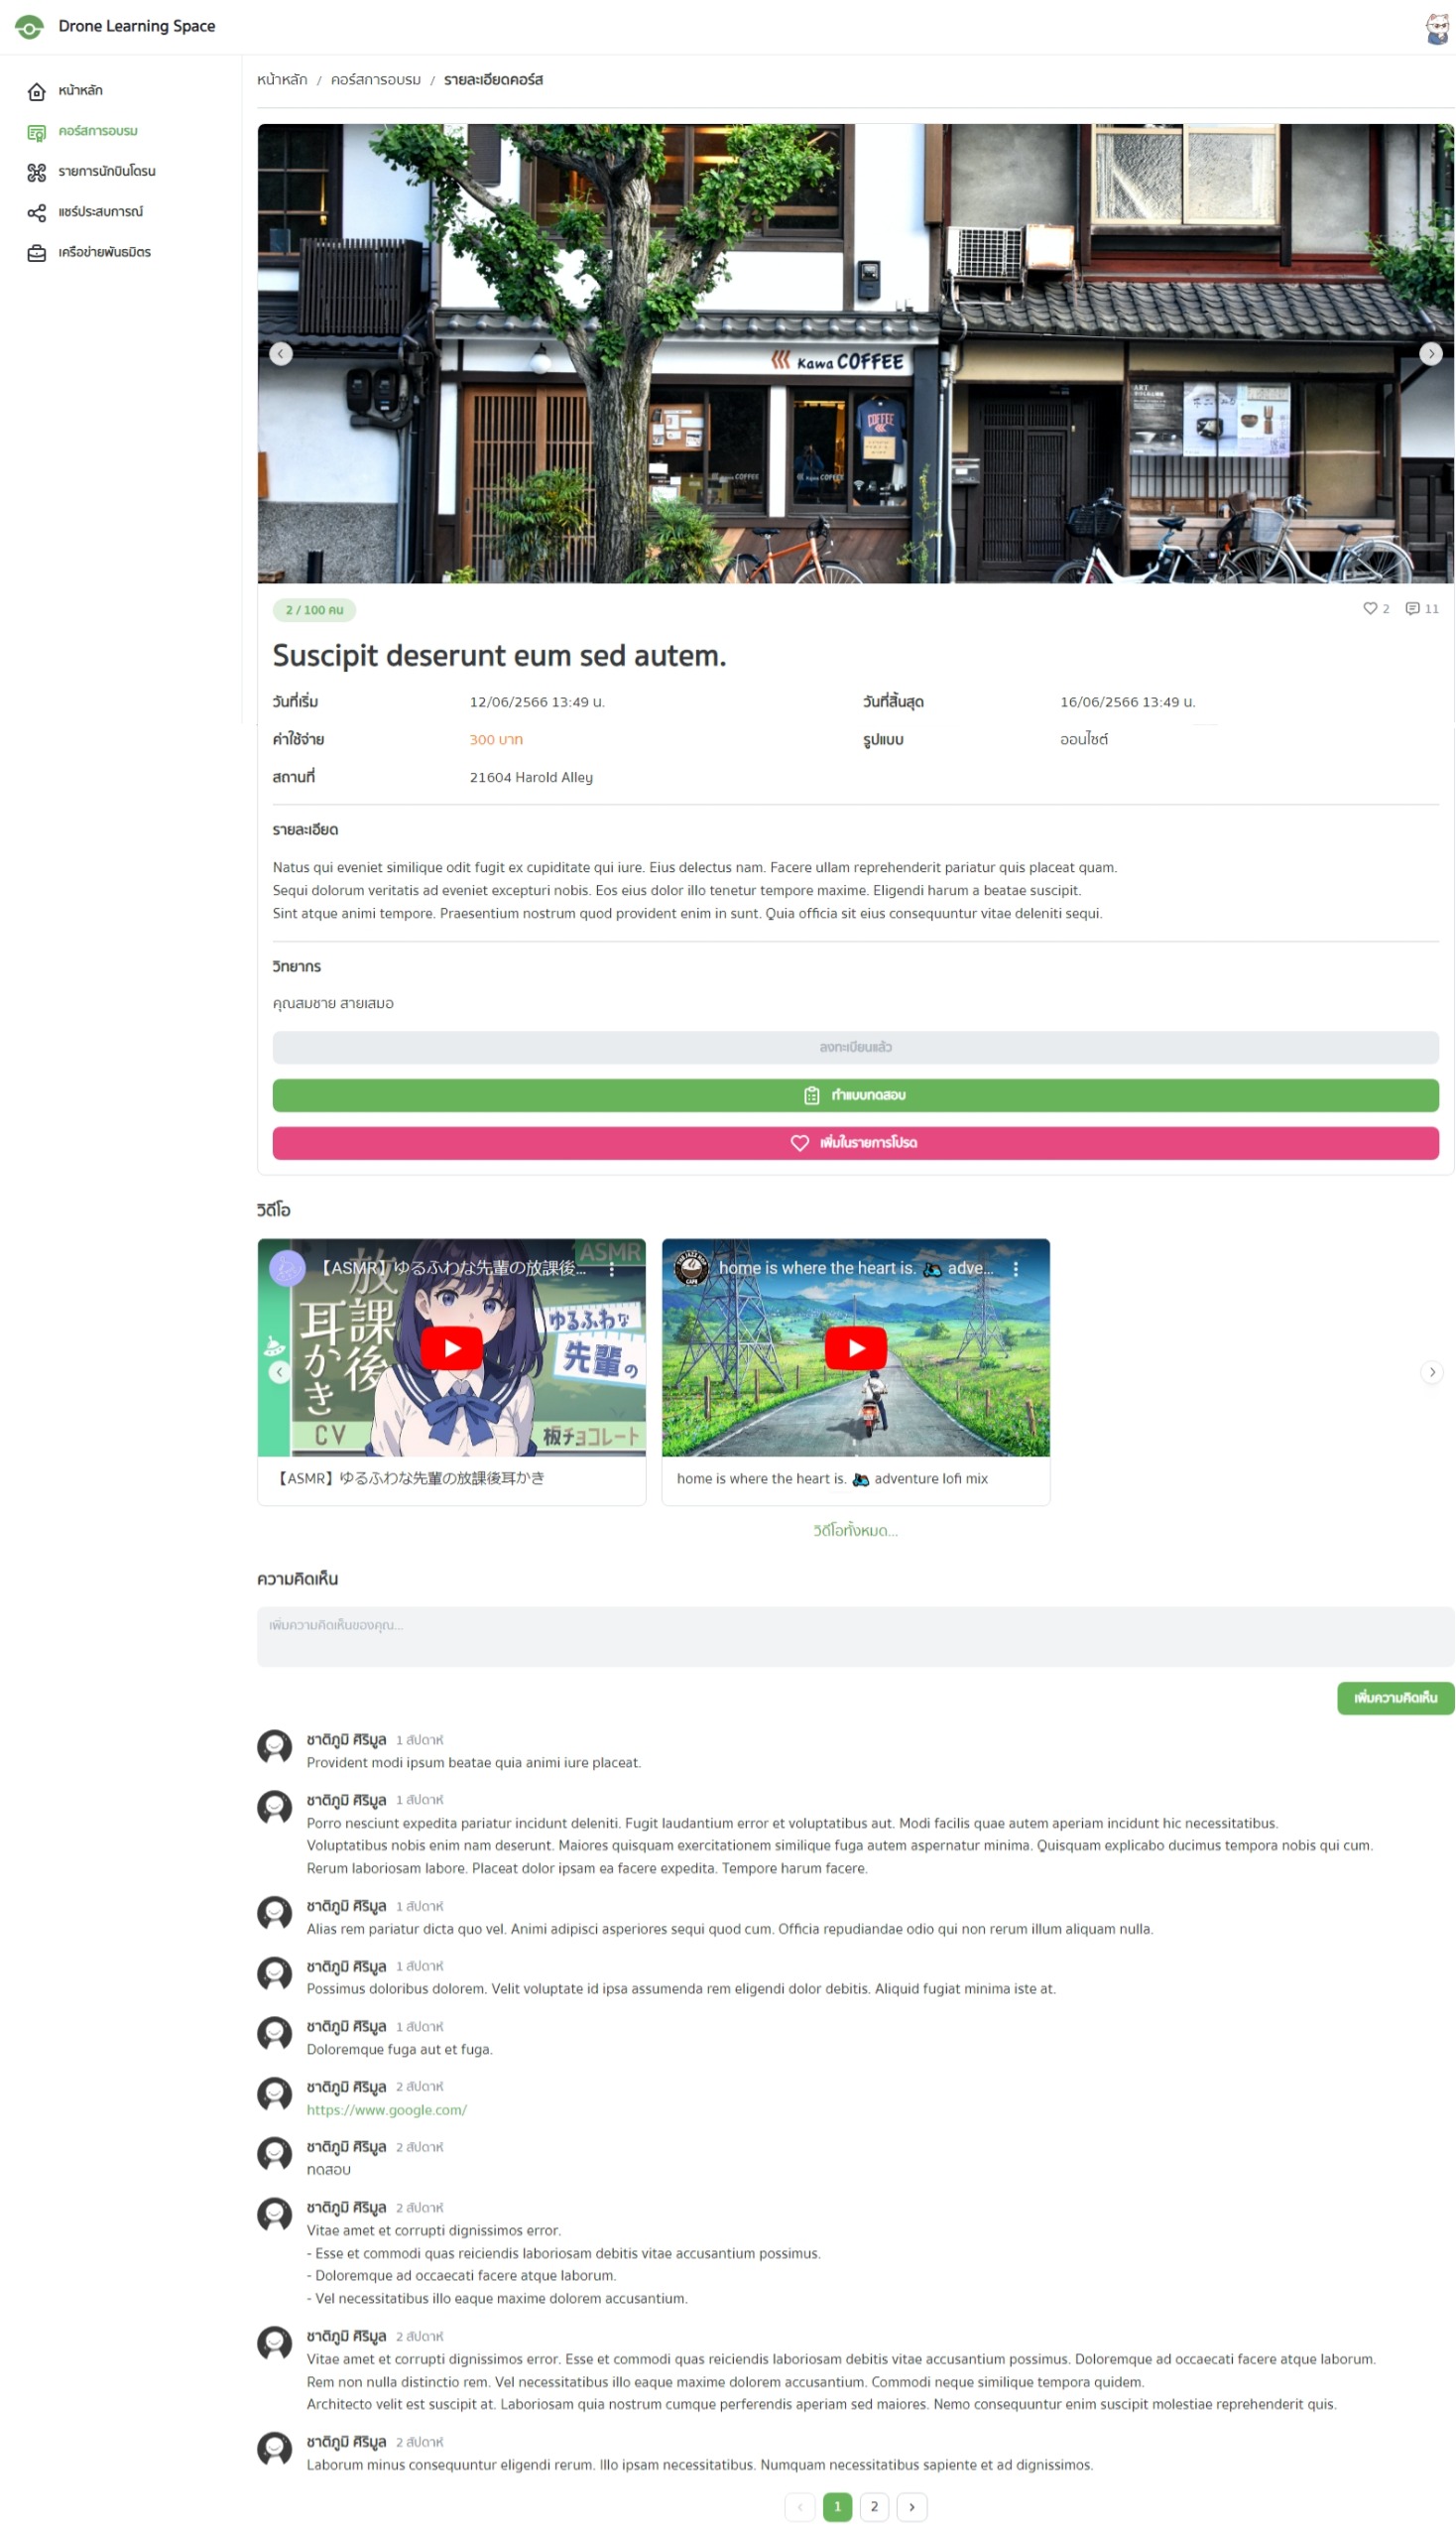 Drone Learning Space
หน้าหลัก
คอร์สการอบรม
รายการนักบินโดรน
แชร์ประสบการณ์
เครือข่ายพันธมิตร
หน้าหลัก / คอร์สการอบรม / รายละเอียดคอร์ส
Kawa COFFEE
COFFEE
2 / 100 คน
2 11
Suscipit deserunt eum sed autem.
วันที่เริ่ม 12/06/2566 13:49 น. วันที่สิ้นสุด 16/06/2566 13:49 น.
ค่าใช้จ่าย 300 บาท รูปแบบ ออนไซต์
สถานที่ 21604 Harold Alley
รายละเอียด
Natus qui eveniet similique odit fugit ex cupiditate qui iure. Eius delectus nam. Facere ullam reprehenderit pariatur quis placeat quam.
Sequi dolorum veritatis ad eveniet excepturi nobis. Eos eius dolor illo tenetur tempore maxime. Eligendi harum a beatae suscipit.
Sint atque animi tempore. Praesentium nostrum quod provident enim in sunt. Quia officia sit eius consequuntur vitae deleniti sequi.
วิทยากร
คุณสมชาย สายเสมอ
ลงทะเบียนแล้ว
ทำแบบทดสอบ
เพิ่มในรายการโปรด
วิดีโอ
【ASMR】ゆるふわな先輩の放課後...
ASMR
放課後
耳かき
ゆるふわな
先輩の
CV
板チョコレート
【ASMR】ゆるふわな先輩の放課後耳かき
home is where the heart is. 🛵 adve...
home is where the heart is. 🛵 adventure lofi mix
วิดีโอทั้งหมด...
ความคิดเห็น
เพิ่มความคิดเห็นของคุณ...
เพิ่มความคิดเห็น
ชาติภูมิ ศิริมูล 1 สัปดาห์
Provident modi ipsum beatae quia animi iure placeat.
ชาติภูมิ ศิริมูล 1 สัปดาห์
Porro nesciunt expedita pariatur incidunt deleniti. Fugit laudantium error et voluptatibus aut. Modi facilis quae autem aperiam incidunt hic necessitatibus.
Voluptatibus nobis enim nam deserunt. Maiores quisquam exercitationem similique fuga autem aspernatur minima. Quisquam explicabo ducimus tempora nobis qui cum.
Rerum laboriosam labore. Placeat dolor ipsam ea facere expedita. Tempore harum facere.
ชาติภูมิ ศิริมูล 1 สัปดาห์
Alias rem pariatur dicta quo vel. Animi adipisci asperiores sequi quod cum. Officia repudiandae odio qui non rerum illum aliquam nulla.
ชาติภูมิ ศิริมูล 1 สัปดาห์
Possimus doloribus dolorem. Velit voluptate id ipsa assumenda rem eligendi dolor debitis. Aliquid fugiat minima iste at.
ชาติภูมิ ศิริมูล 1 สัปดาห์
Doloremque fuga aut et fuga.
ชาติภูมิ ศิริมูล 2 สัปดาห์
https://www.google.com/
ชาติภูมิ ศิริมูล 2 สัปดาห์
ทดสอบ
ชาติภูมิ ศิริมูล 2 สัปดาห์
Vitae amet et corrupti dignissimos error.
- Esse et commodi quas reiciendis laboriosam debitis vitae accusantium possimus.
- Doloremque ad occaecati facere atque laborum.
- Vel necessitatibus illo eaque maxime dolorem accusantium.
ชาติภูมิ ศิริมูล 2 สัปดาห์
Vitae amet et corrupti dignissimos error. Esse et commodi quas reiciendis laboriosam debitis vitae accusantium possimus. Doloremque ad occaecati facere atque laborum.
Rem non nulla distinctio rem. Vel necessitatibus illo eaque maxime dolorem accusantium. Commodi neque similique tempora quidem.
Architecto velit est suscipit at. Laboriosam quia nostrum cumque perferendis aperiam sed maiores. Nemo consequuntur enim suscipit molestiae reprehenderit quis.
ชาติภูมิ ศิริมูล 2 สัปดาห์
Laborum minus consequuntur eligendi rerum. Illo ipsam necessitatibus. Numquam necessitatibus sapiente et ad dignissimos.
1 2